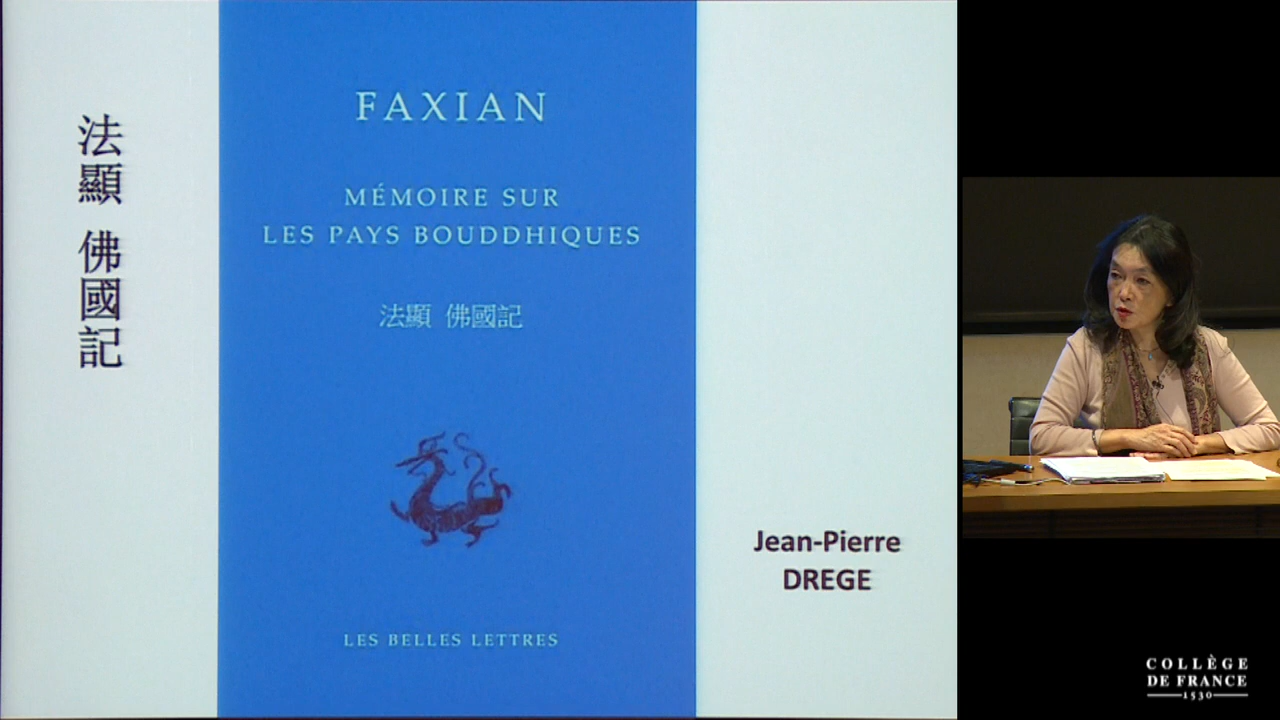 法顯 佛國記
FAXIAN
MÉMOIRE SUR
LES PAYS BOUDDHIQUES
法顯 佛國記
LES BELLES LETTRES
Jean-Pierre
DREGE
COLLÈGE
DE FRANCE
1530